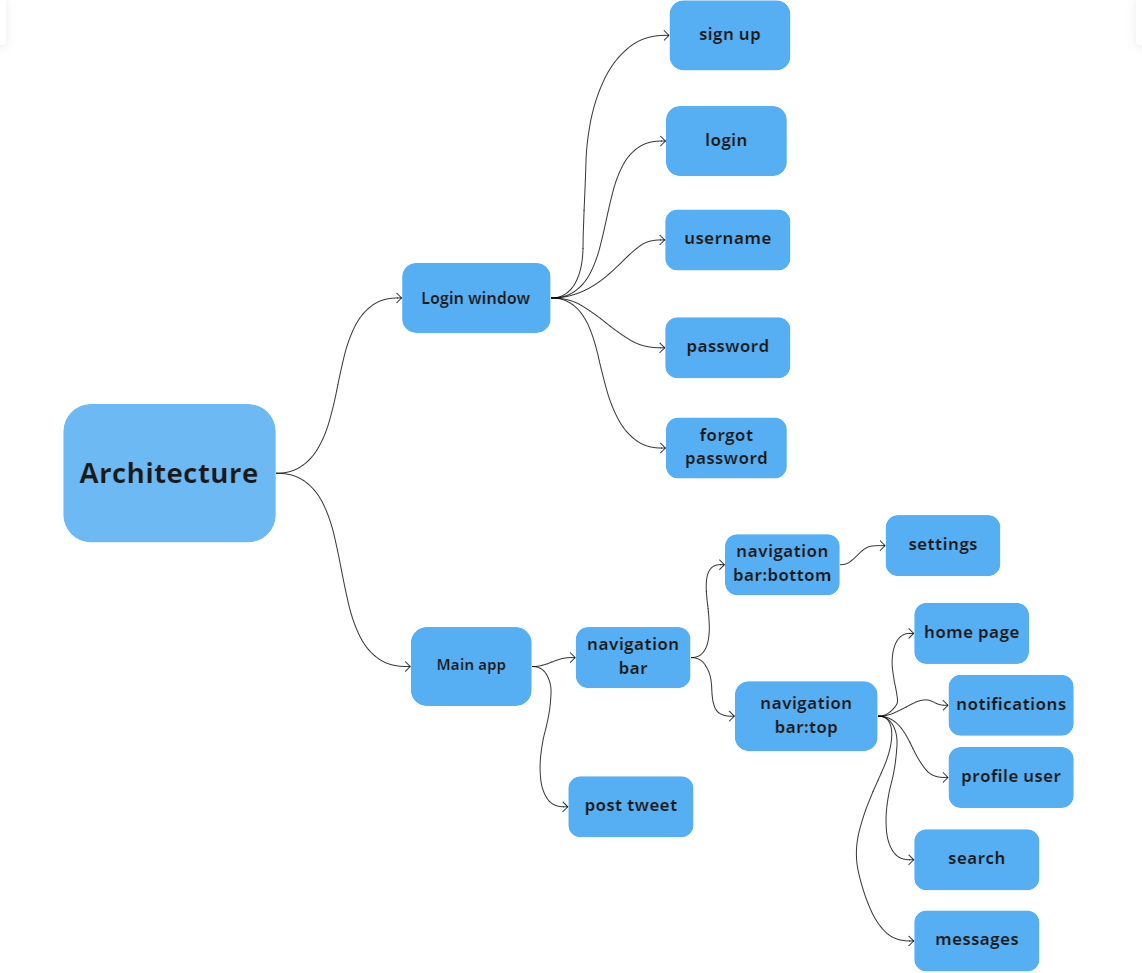 sign up
login
username
Login window
password
forgot
password
Architecture
settings
navigation
bar:bottom
home page
navigation
bar
Main app
notifications
navigation
bar:top
profile user
post tweet
search
messages